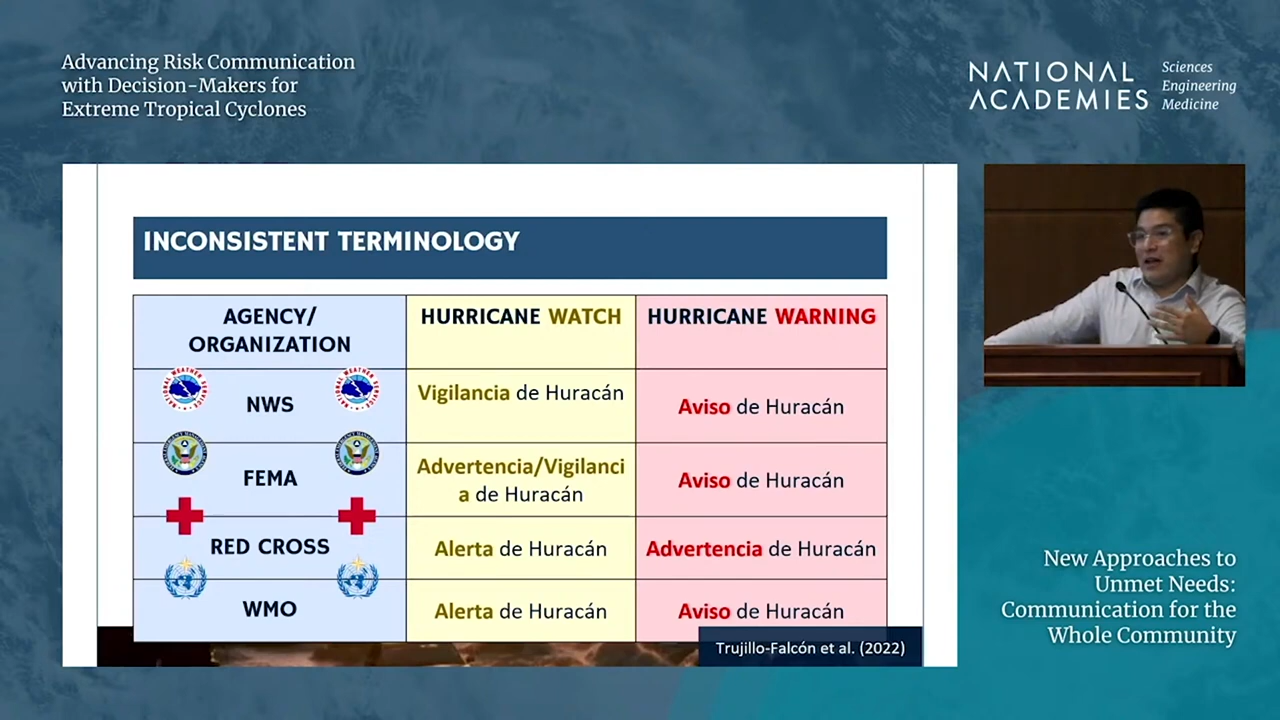 Advancing Risk Communication
with Decision-Makers for
Extreme Tropical Cyclones
NATIONAL
ACADEMIES
Sciences
Engineering
Medicine
INCONSISTENT TERMINOLOGY
AGENCY/
ORGANIZATION
HURRICANE WATCH
HURRICANE WARNING
NWS
Vigilancia de Huracán
Aviso de Huracán
FEMA
Advertencia/Vigilanci
a de Huracán
Aviso de Huracán
RED CROSS
Alerta de Huracán
Advertencia de Huracán
WMO
Alerta de Huracán
Aviso de Huracán
Trujillo-Falcón et al. (2022)
New Approaches to
Unmet Needs:
Communication for the
Whole Community